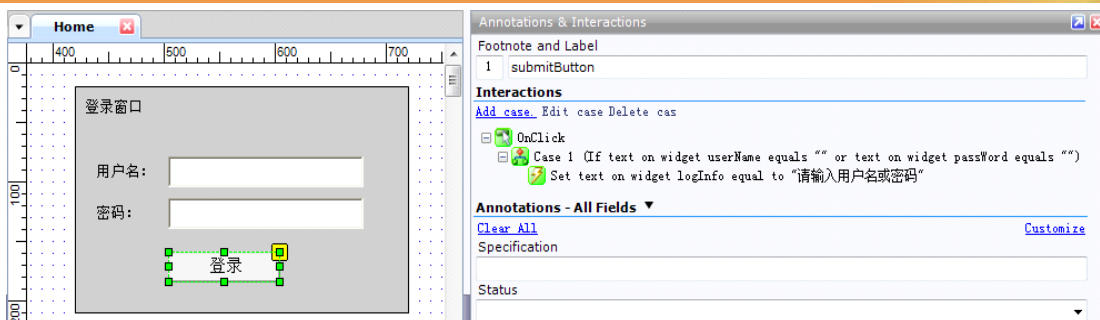 Home
Annotations & Interactions
400
500
600
700
0
100
200
登录窗口
用户名：
密码：
登录
Footnote and Label
1 submitButton
Interactions
Add case. Edit case Delete cas
OnClick
Case 1 (If text on widget userName equals "" or text on widget passWord equals "")
Set text on widget logInfo equal to "请输入用户名或密码"
Annotations - All Fields ▼
Clear All
Customize
Specification
Status